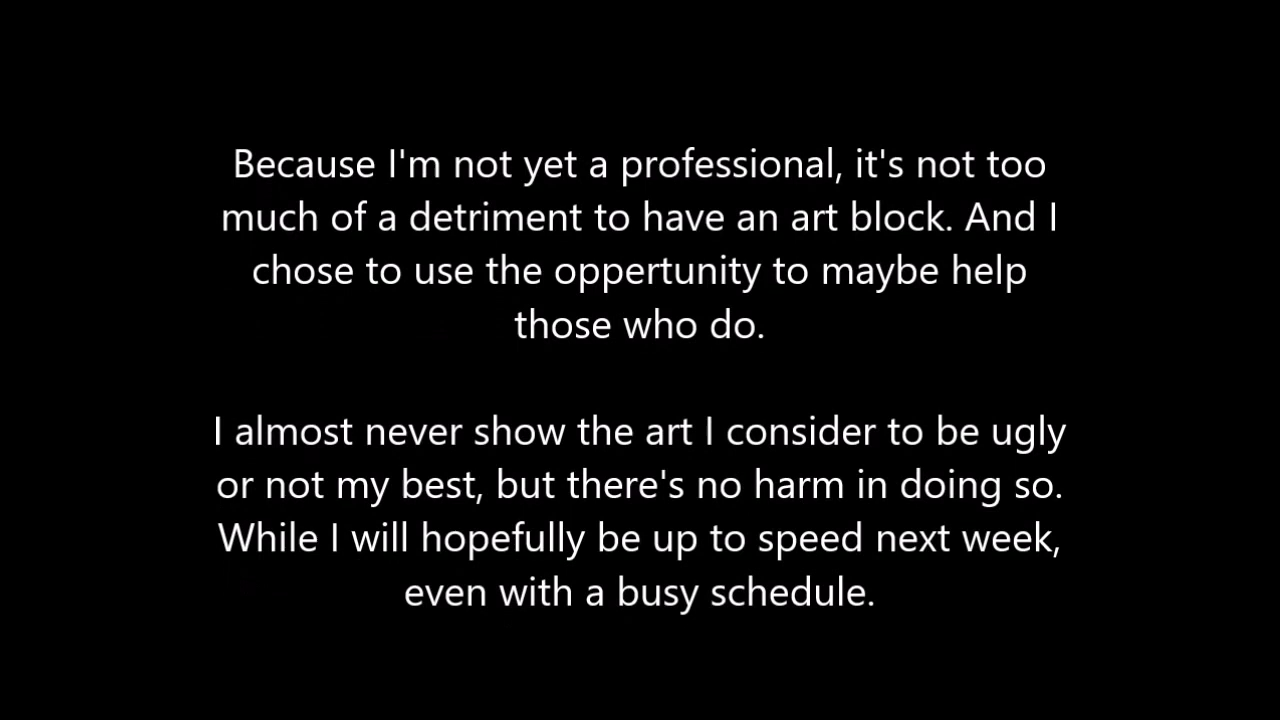 Because I'm not yet a professional, it's not too
much of a detriment to have an art block. And I
chose to use the oppertunity to maybe help
those who do.
I almost never show the art I consider to be ugly
or not my best, but there's no harm in doing so.
While I will hopefully be up to speed next week,
even with a busy schedule.